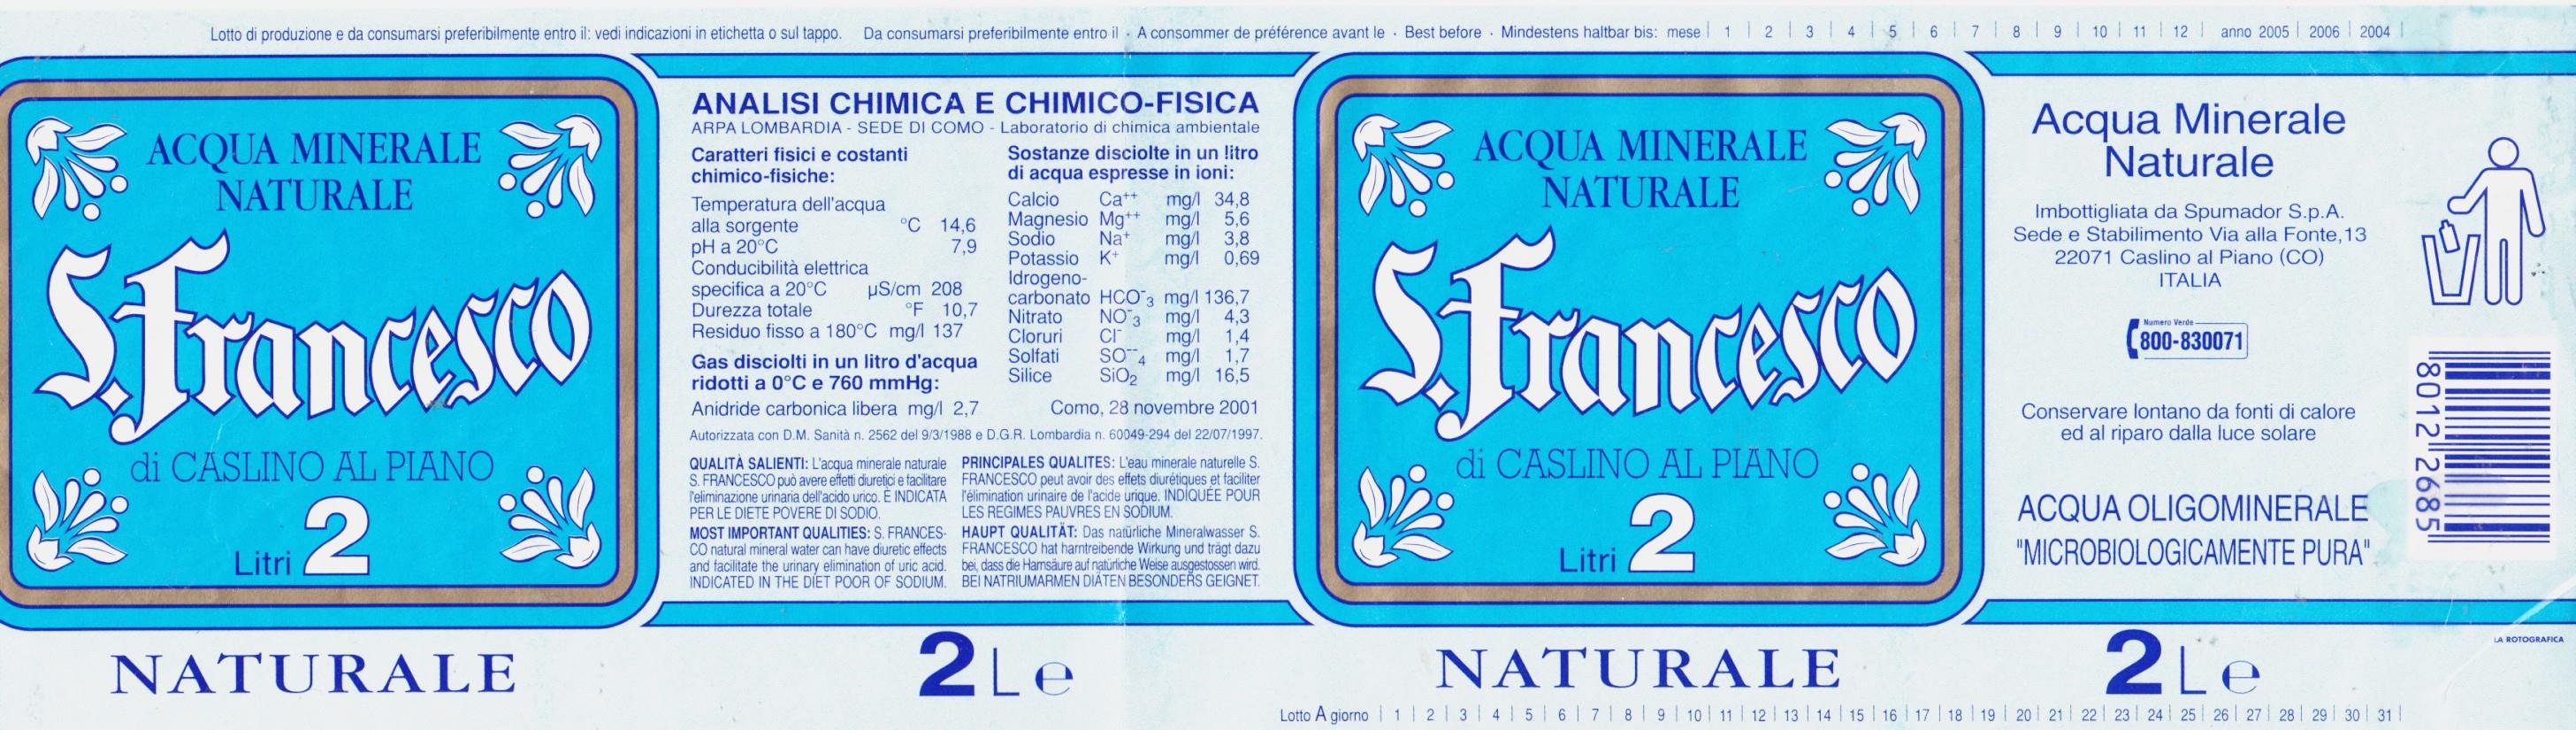 Lotto di produzione e da consumarsi preferibilmente entro il: vedi indicazioni in etichetta o sul tappo. Da consumarsi preferibilmente entro il - A consommer de préférence avant le - Best before - Mindestens haltbar bis: mese | 1 | 2 | 3 | 4 | 5 | 6 | 7 | 8 | 9 | 10 | 11 | 12 | anno 2005 | 2006 | 2004 |
ACQUA MINERALE
NATURALE
S.Francesco
di CASLINO AL PIANO
Litri 2
NATURALE
ANALISI CHIMICA E CHIMICO-FISICA
ARPA LOMBARDIA - SEDE DI COMO - Laboratorio di chimica ambientale
Caratteri fisici e costanti
chimico-fisiche:
Temperatura dell'acqua
alla sorgente °C 14,6
pH a 20°C 7,9
Conducibilità elettrica
specifica a 20°C µS/cm 208
Durezza totale °F 10,7
Residuo fisso a 180°C mg/l 137
Gas disciolti in un litro d'acqua
ridotti a 0°C e 760 mmHg:
Anidride carbonica libera mg/l 2,7
Sostanze disciolte in un litro
di acqua espresse in ioni:
Calcio Ca++ mg/l 34,8
Magnesio Mg++ mg/l 5,6
Sodio Na+ mg/l 3,8
Potassio K+ mg/l 0,69
Idrogeno-
carbonato HCO-3 mg/l 136,7
Nitrato NO-3 mg/l 4,3
Cloruri Cl- mg/l 1,4
Solfati SO--4 mg/l 1,7
Silice SiO2 mg/l 16,5
Como, 28 novembre 2001
Autorizzata con D.M. Sanità n. 2562 del 9/3/1988 e D.G.R. Lombardia n. 60049-294 del 22/07/1997.
QUALITÀ SALIENTI: L'acqua minerale naturale
S. FRANCESCO può avere effetti diuretici e facilitare
l'eliminazione urinaria dell'acido urico. È INDICATA
PER LE DIETE POVERE DI SODIO.
MOST IMPORTANT QUALITIES: S. FRANCES-
CO natural mineral water can have diuretic effects
and facilitate the urinary elimination of uric acid.
INDICATED IN THE DIET POOR OF SODIUM.
PRINCIPALES QUALITES: L'eau minerale naturelle S.
FRANCESCO peut avoir des effets diurétiques et faciliter
l'élimination urinaire de l'acide urique. INDIQUÉE POUR
LES REGIMES PAUVRES EN SODIUM.
HAUPT QUALITÄT: Das natürliche Mineralwasser S.
FRANCESCO hat harntreibende Wirkung und trägt dazu
bei, dass die Harnsäure auf natürliche Weise ausgestossen wird.
BEI NATRIUMARMEN DIÄTEN BESONDERS GEIGNET.
2 L e
ACQUA MINERALE
NATURALE
S.Francesco
di CASLINO AL PIANO
Litri 2
NATURALE
Acqua Minerale
Naturale
Imbottigliata da Spumador S.p.A.
Sede e Stabilimento Via alla Fonte,13
22071 Caslino al Piano (CO)
ITALIA
Numero Verde
800-830071
Conservare lontano da fonti di calore
ed al riparo dalla luce solare
ACQUA OLIGOMINERALE
"MICROBIOLOGICAMENTE PURA"
80122685
LA ROTOGRAFICA
2 L e
Lotto A giorno | 1 | 2 | 3 | 4 | 5 | 6 | 7 | 8 | 9 | 10 | 11 | 12 | 13 | 14 | 15 | 16 | 17 | 18 | 19 | 20 | 21 | 22 | 23 | 24 | 25 | 26 | 27 | 28 | 29 | 30 | 31 |